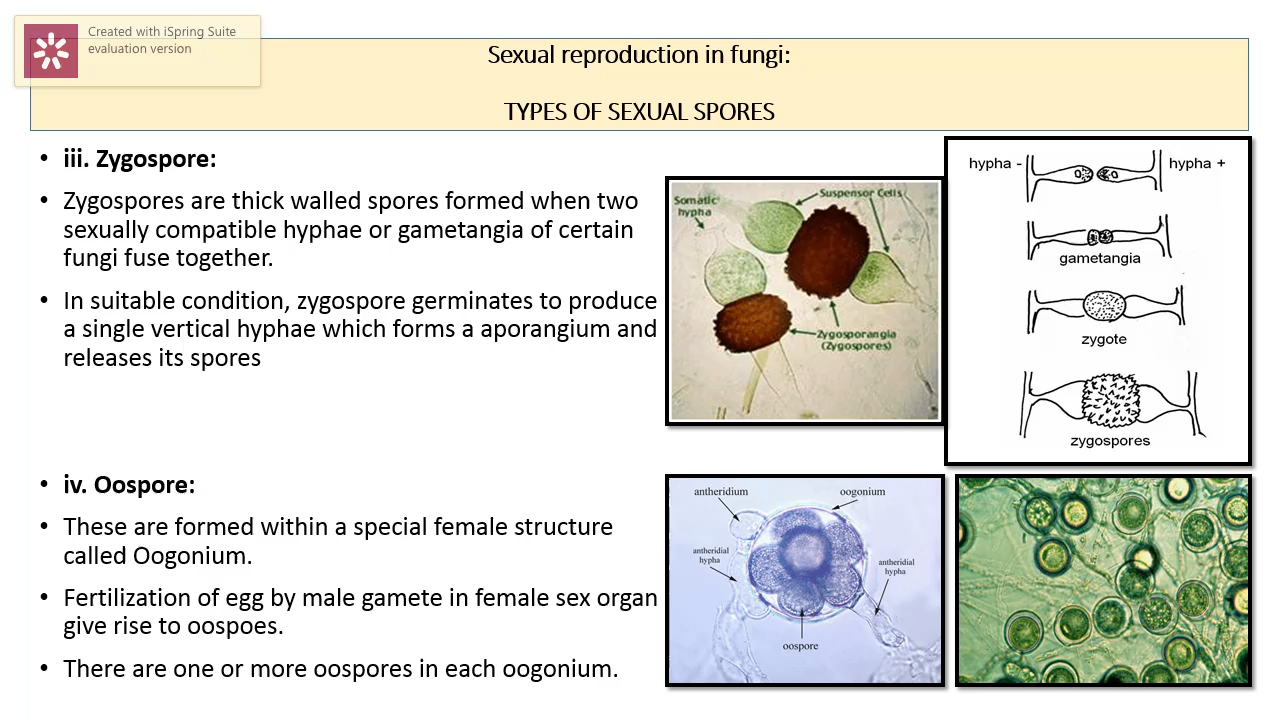 Created with iSpring Suite
evaluation version
Sexual reproduction in fungi:
TYPES OF SEXUAL SPORES
• iii. Zygospore:
• Zygospores are thick walled spores formed when two
sexually compatible hyphae or gametangia of certain
fungi fuse together.
• In suitable condition, zygospore germinates to produce
a single vertical hyphae which forms a aporangium and
releases its spores
Somatic
hypha
Suspensor Cells
Zygosporangia
(Zygospores)
hypha -
hypha +
gametangia
zygote
zygospores
• iv. Oospore:
• These are formed within a special female structure
called Oogonium.
• Fertilization of egg by male gamete in female sex organ
give rise to oospoes.
• There are one or more oospores in each oogonium.
antheridium
oogonium
antheridial
hypha
antheridial
hypha
oospore